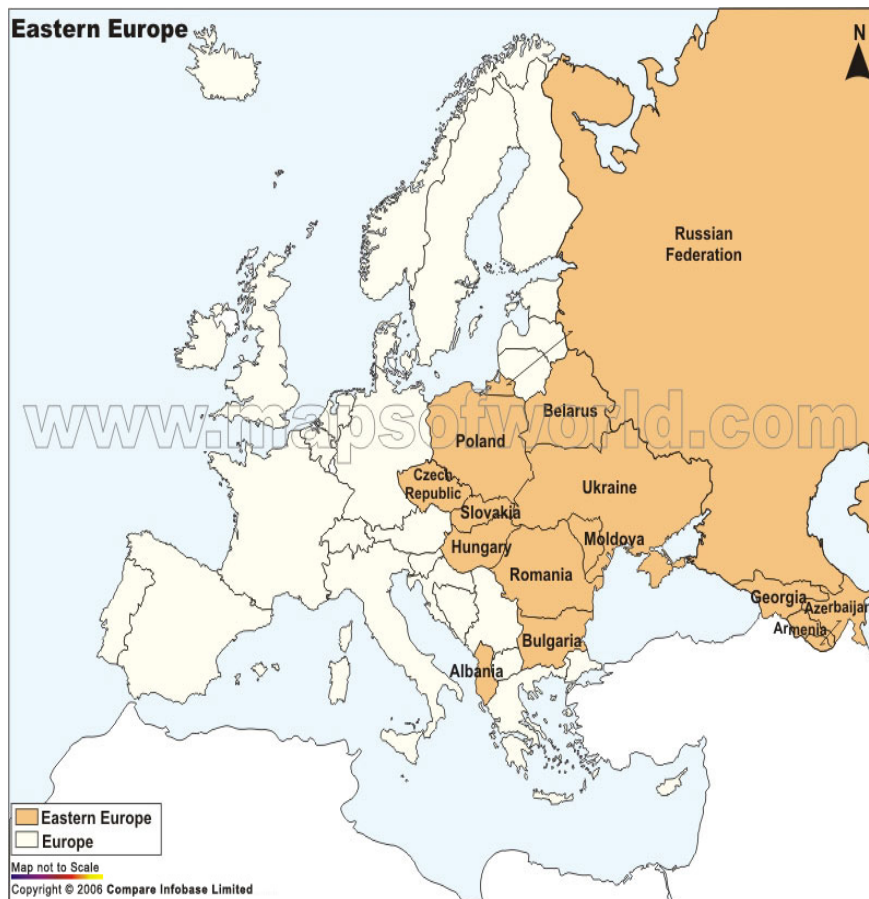 Eastern Europe
N
Russian
Federation
www.mapsofworld.com
Belarus
Poland
Czech
Republic
Ukraine
Slovakia
Hungary
Moldova
Romania
Georgia
Azerbaijan
Armenia
Bulgaria
Albania
Eastern Europe
Europe
Map not to Scale
Copyright © 2006 Compare Infobase Limited